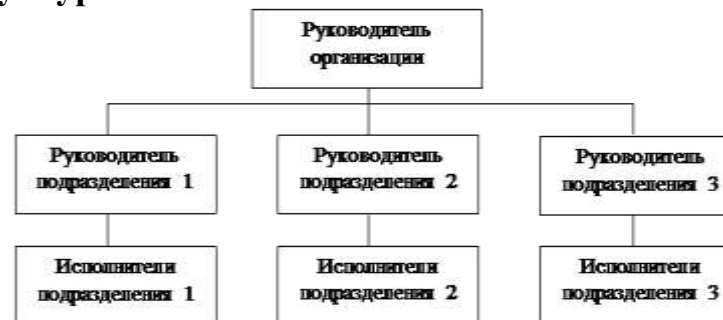 Руководитель
организации
Руководитель
подразделения 1
Руководитель
подразделения 2
Руководитель
подразделения 3
Исполнители
подразделения 1
Исполнители
подразделения 2
Исполнители
подразделения 3